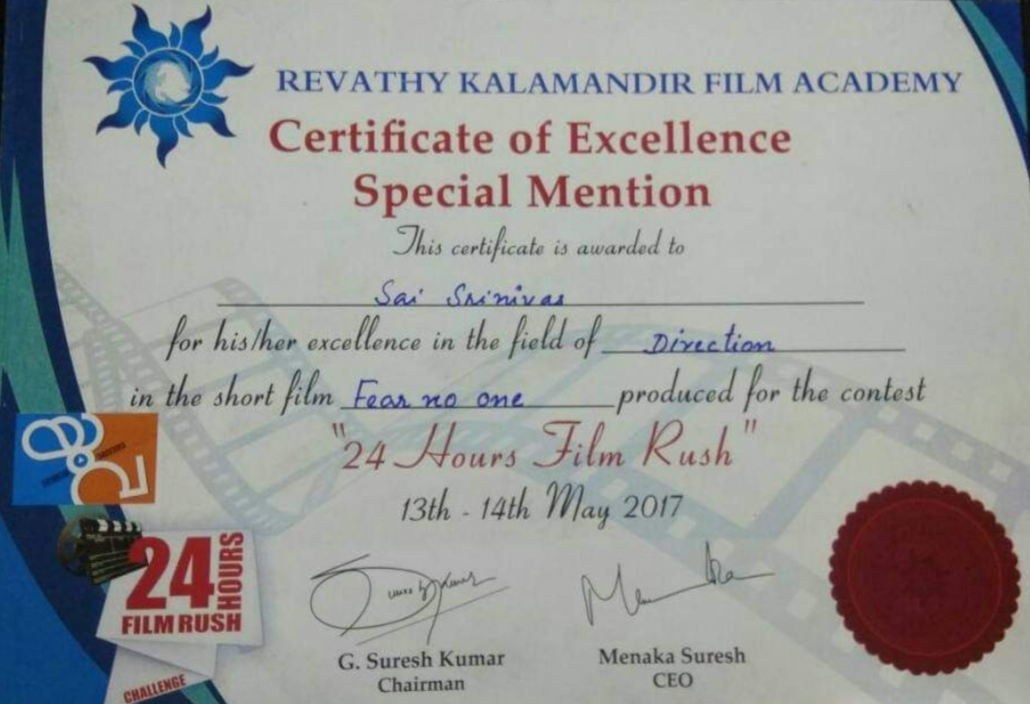 REVATHY KALAMANDIR FILM ACADEMY
Certificate of Excellence
Special Mention
This certificate is awarded to
Sai Srinivas
for his/her excellence in the field of Direction
in the short film Fear no one produced for the contest
"24 Hours Film Rush"
13th - 14th May 2017
24 HOURS
FILM RUSH
CHALLENGE
G. Suresh Kumar
Chairman
Menaka Suresh
CEO